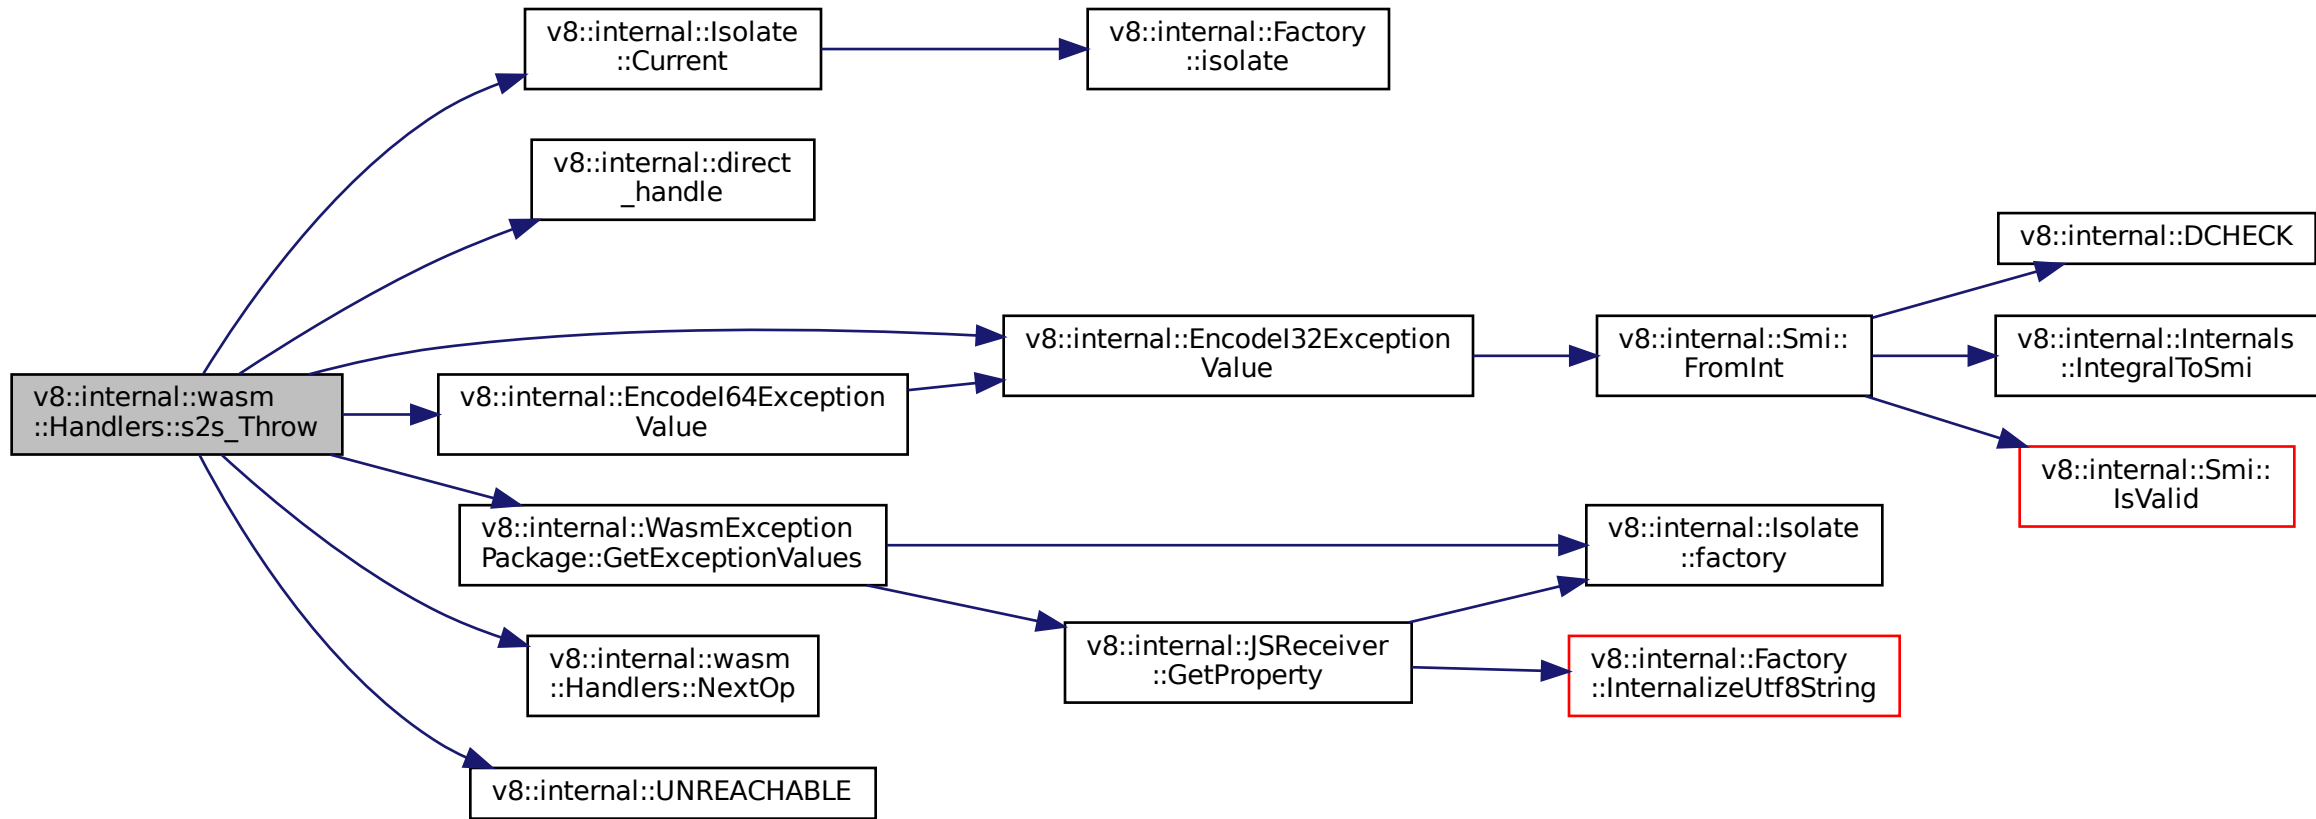 v8::internal::wasm
::Handlers::s2s_Throw
v8::internal::Isolate
::Current
v8::internal::Factory
::isolate
v8::internal::direct
_handle
v8::internal::EncodeI32Exception
Value
v8::internal::Smi::
FromInt
v8::internal::DCHECK
v8::internal::Internals
::IntegralToSmi
v8::internal::Smi::
IsValid
v8::internal::EncodeI64Exception
Value
v8::internal::WasmException
Package::GetExceptionValues
v8::internal::Isolate
::factory
v8::internal::JSReceiver
::GetProperty
v8::internal::Factory
::InternalizeUtf8String
v8::internal::wasm
::Handlers::NextOp
v8::internal::UNREACHABLE